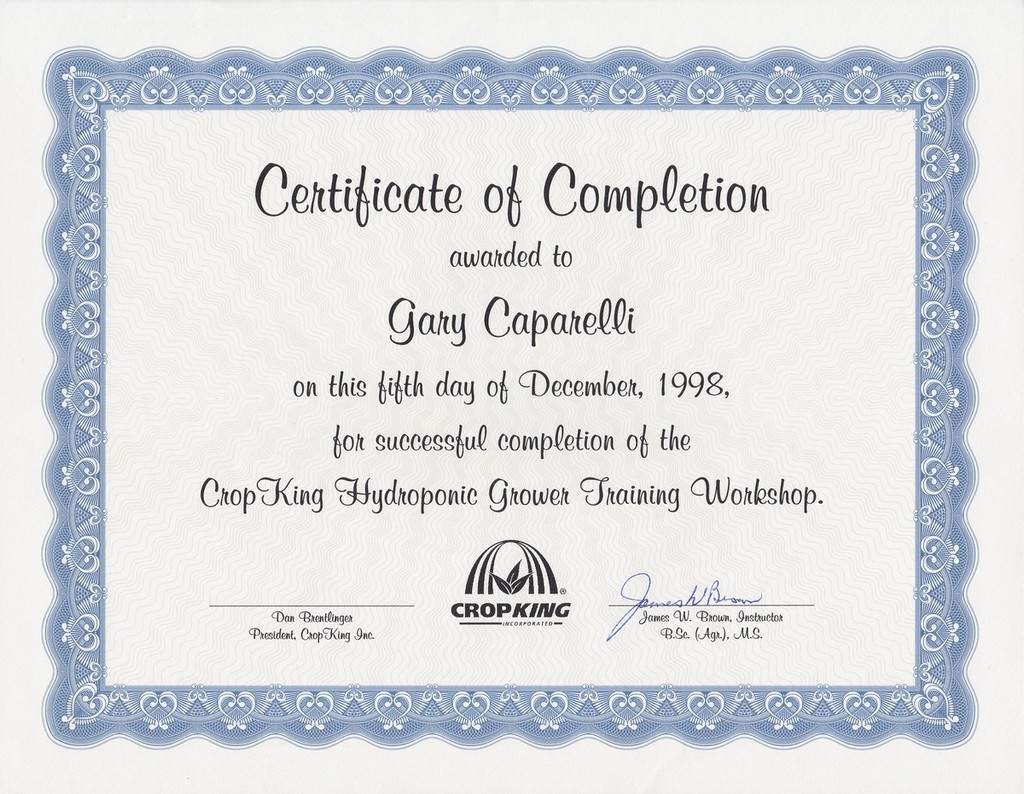 Certificate of Completion
awarded to
Gary Caparelli
on this fifth day of December, 1998,
for successful completion of the
CropKing Hydroponic Grower Training Workshop.
CROPKING®
INCORPORATED
Dan Brentlinger
President, CropKing Inc.
James W Brown
James W. Brown, Instructor
B.Sc. (Agr.), M.S.